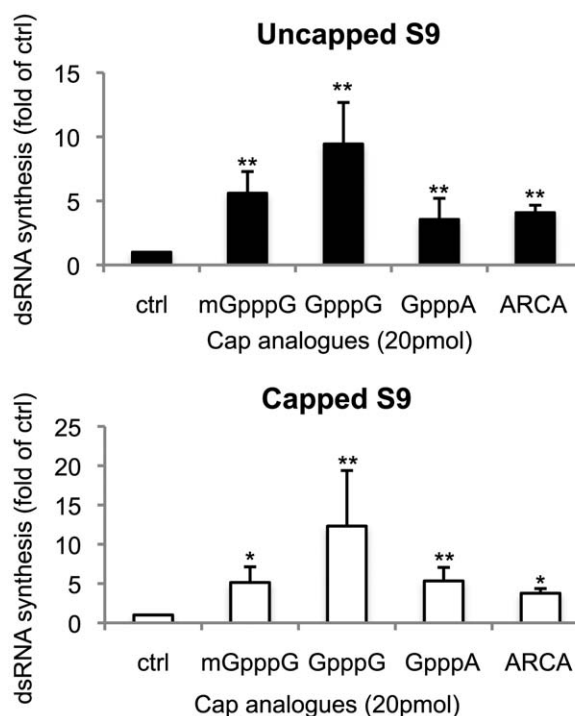 Uncapped S9
dsRNA synthesis (fold of ctrl)
15
10
5
0
**
**
**
**
ctrl mGpppG GpppG GpppA ARCA
Cap analogues (20pmol)
Capped S9
dsRNA synthesis (fold of ctrl)
25
20
15
10
5
0
*
**
**
*
ctrl mGpppG GpppG GpppA ARCA
Cap analogues (20pmol)